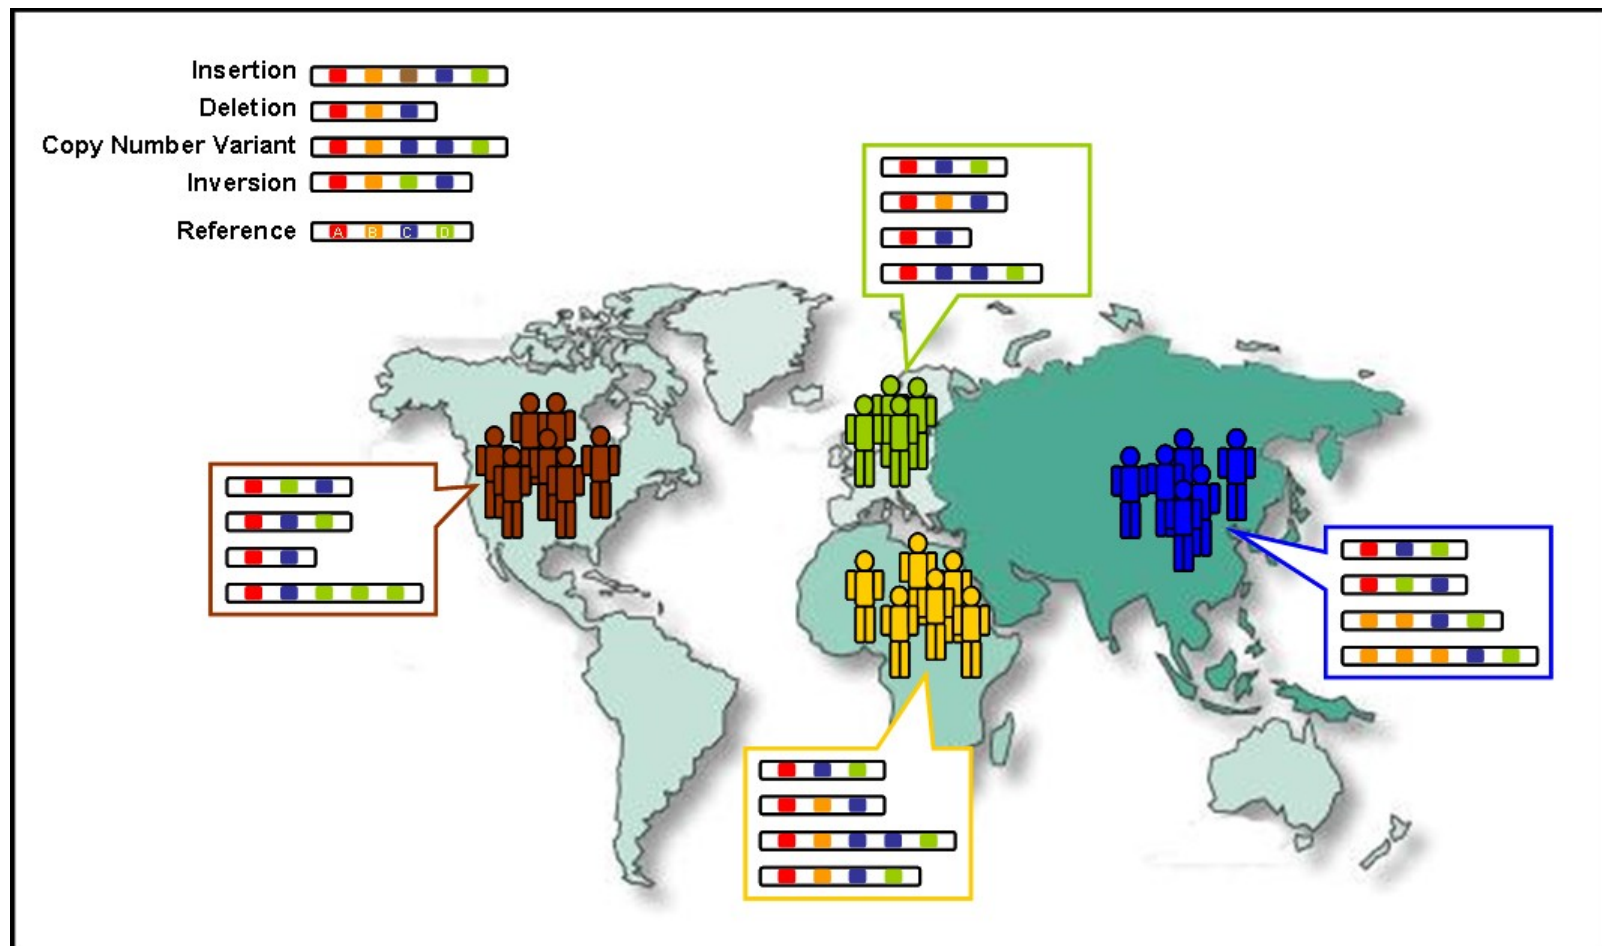 Insertion
Deletion
Copy Number Variant
Inversion
Reference A B C D